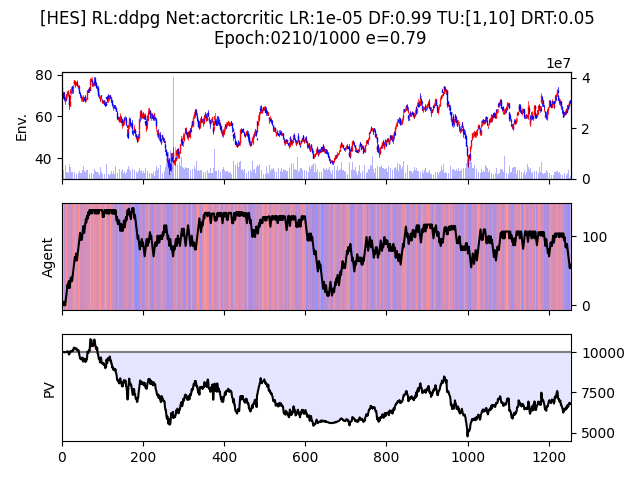 [HES] RL:ddpg Net:actorcritic LR:1e-05 DF:0.99 TU:[1,10] DRT:0.05
Epoch:0210/1000 e=0.79
1e7
80
60
40
Env.
4
2
0
Agent
100
0
PV
10000
7500
5000
0 200 400 600 800 1000 1200